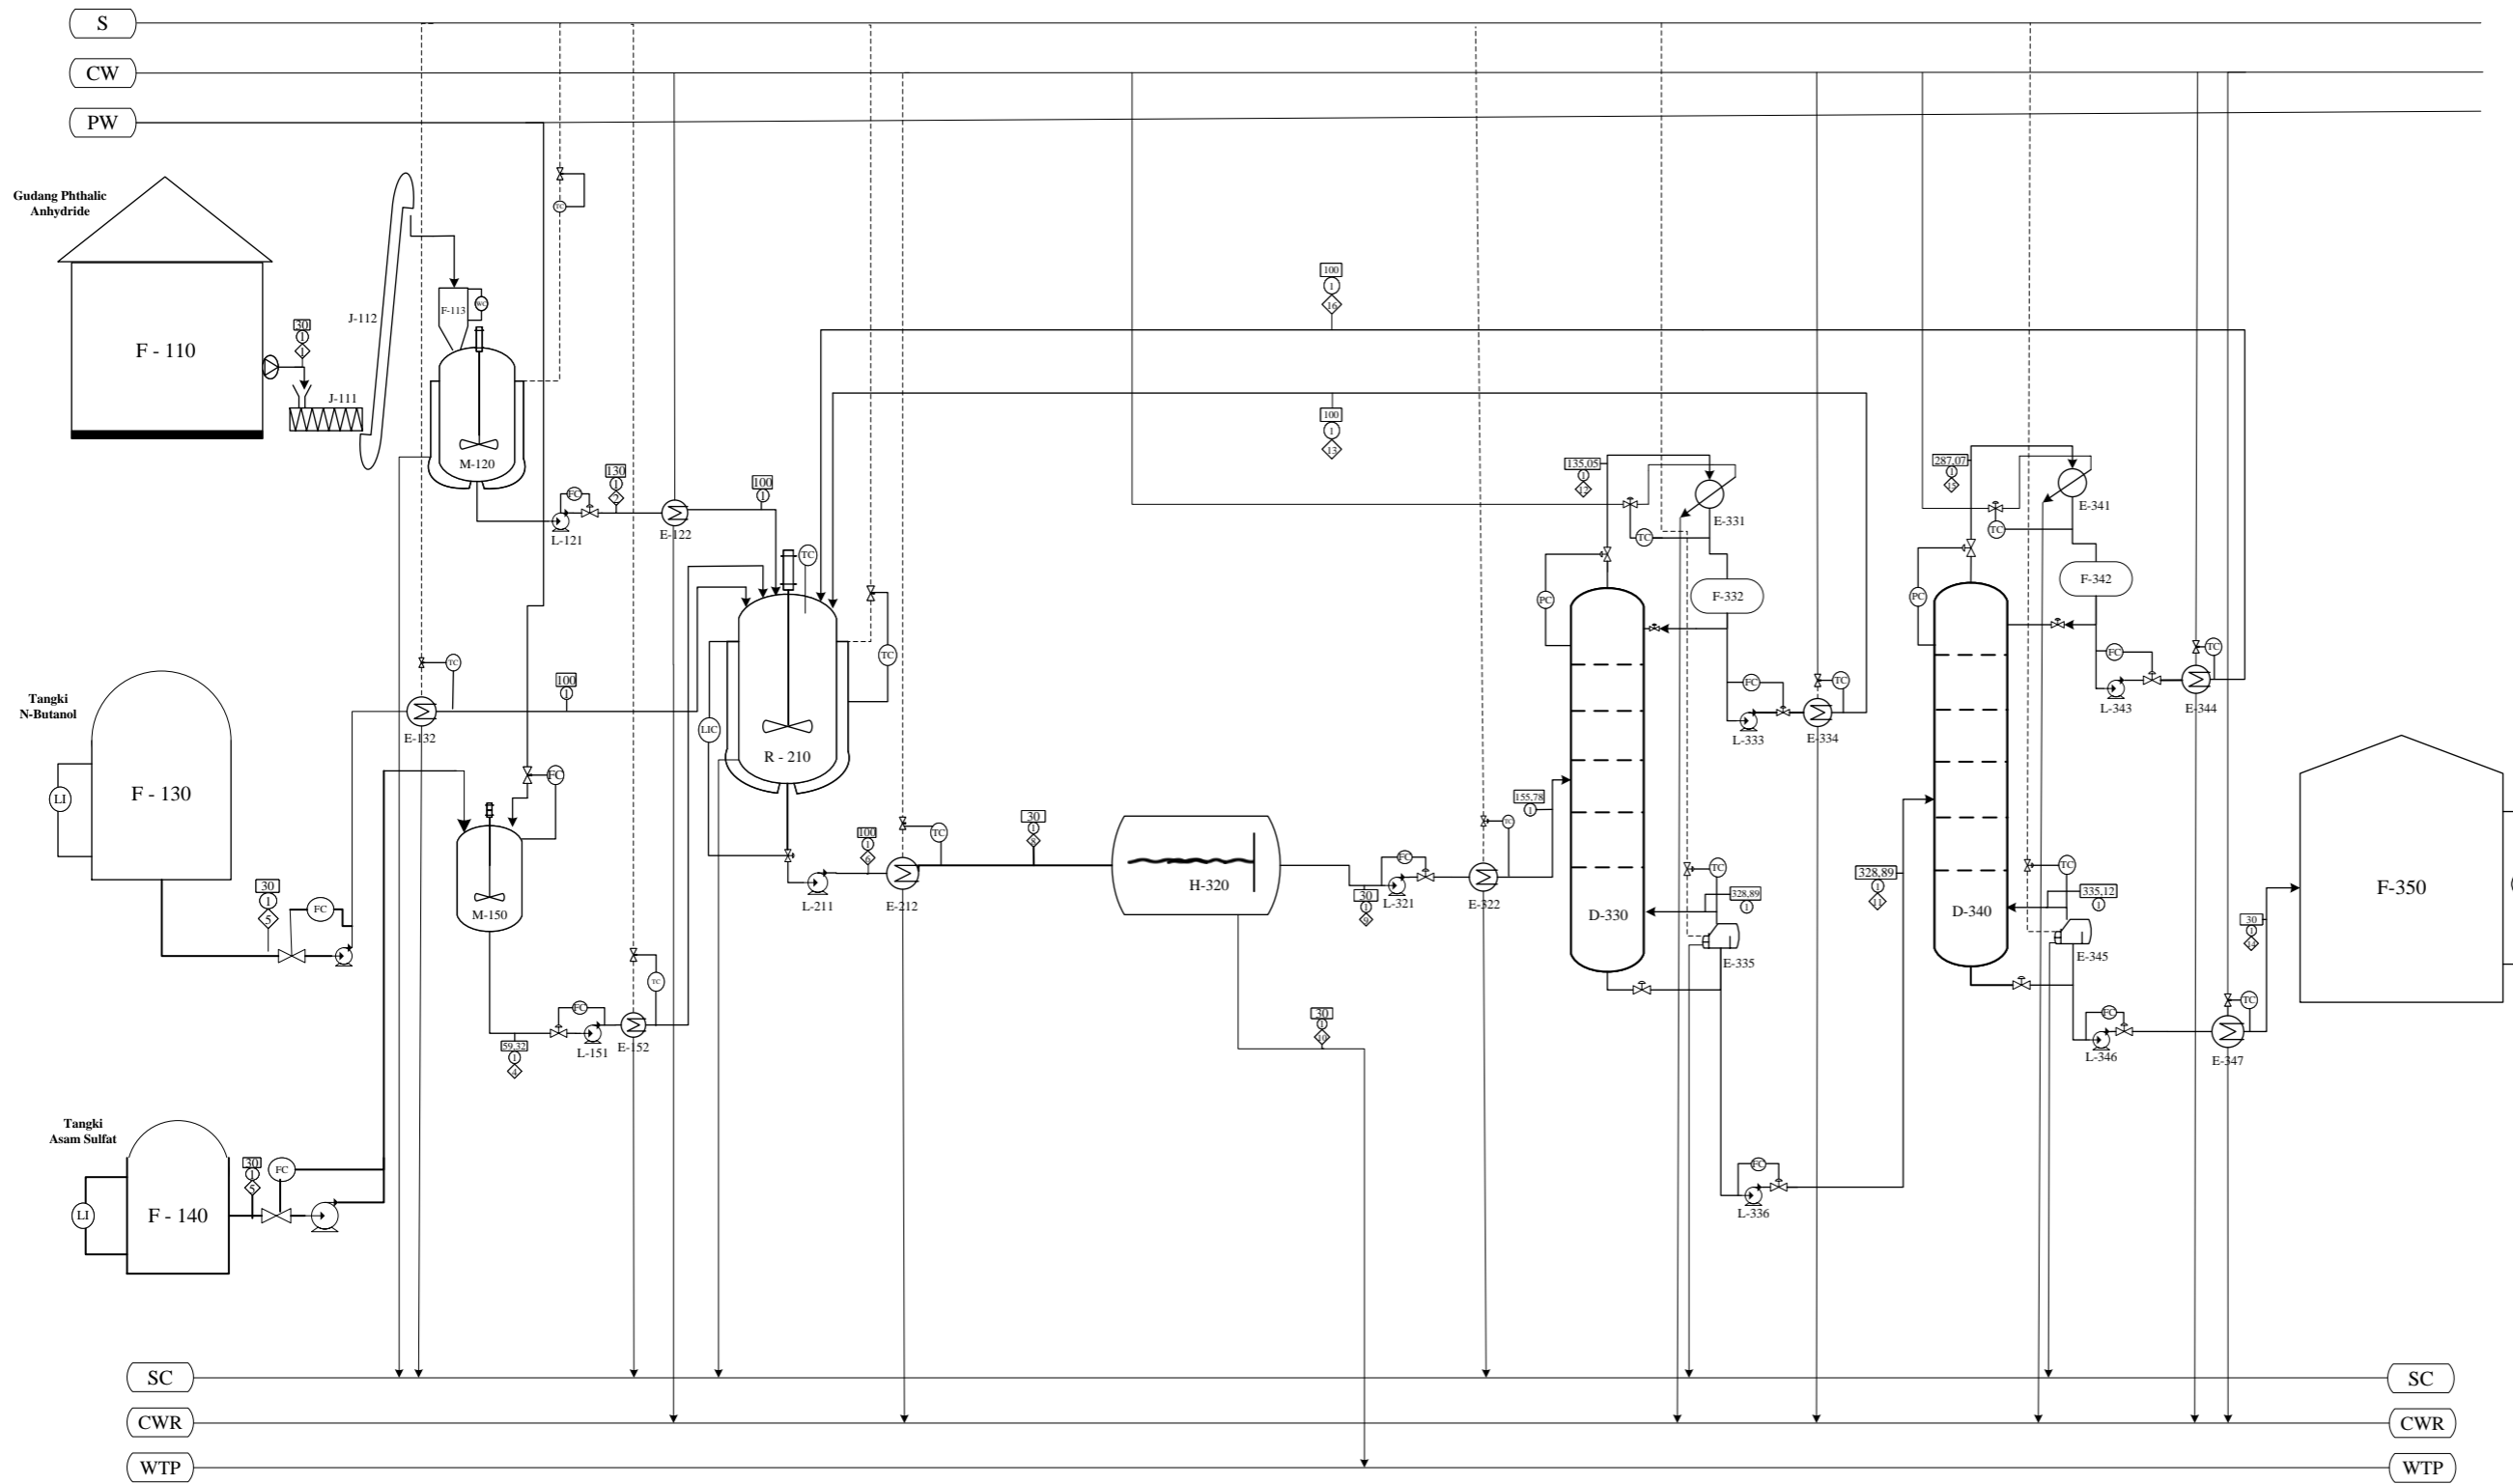 S
CW
PW
Gudang Phthalic
Anhydride
F - 110
30
1
1
J-111
J-112
F-113
WC
TC
M-120
L-121
FC
130
1
2
E-122
100
1
Tangki
N-Butanol
F - 130
LI
30
1
5
FC
E-132
TC
100
1
Tangki
Asam Sulfat
F - 140
LI
30
1
5
FC
M-150
FC
59,32
1
4
L-151
FC
E-152
TC
R - 210
TC
TC
LIC
L-211
100
1
6
E-212
TC
30
1
8
H-320
30
1
10
30
1
9
L-321
FC
E-322
TC
155,78
1
100
1
16
100
1
13
D-330
PC
135,05
1
12
E-331
TC
F-332
FC
L-333
E-334
TC
TC
328,89
1
E-335
L-336
FC
328,89
1
11
D-340
PC
287,07
1
15
E-341
TC
F-342
FC
L-343
E-344
TC
TC
335,12
1
E-345
FC
L-346
E-347
TC
30
1
14
F-350
SC
SC
CWR
CWR
WTP
WTP